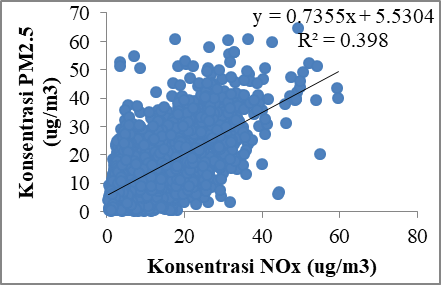 y = 0.7355x + 5.5304
R² = 0.398
Konsentrasi PM2.5
(ug/m3)
70
60
50
40
30
20
10
0
0 20 40 60 80
Konsentrasi NOx (ug/m3)